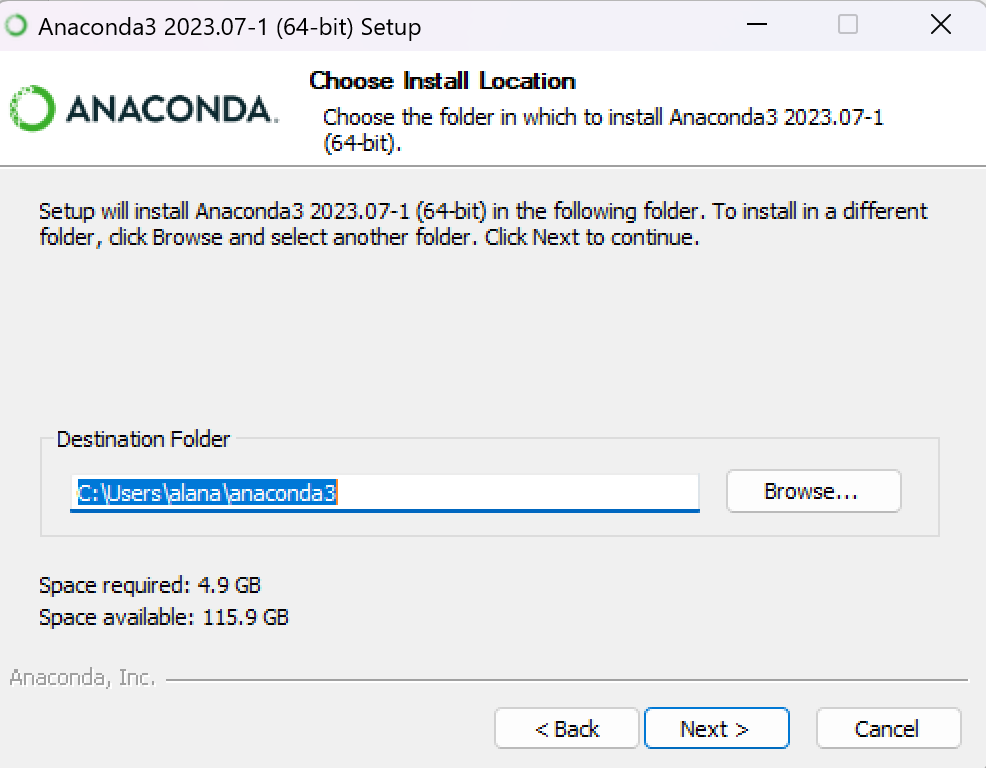 Anaconda3 2023.07-1 (64-bit) Setup
ANACONDA.
Choose Install Location
Choose the folder in which to install Anaconda3 2023.07-1
(64-bit).
Setup will install Anaconda3 2023.07-1 (64-bit) in the following folder. To install in a different
folder, click Browse and select another folder. Click Next to continue.
Destination Folder
C:\Users\alana\anaconda3
Browse...
Space required: 4.9 GB
Space available: 115.9 GB
Anaconda, Inc.
< Back
Next >
Cancel